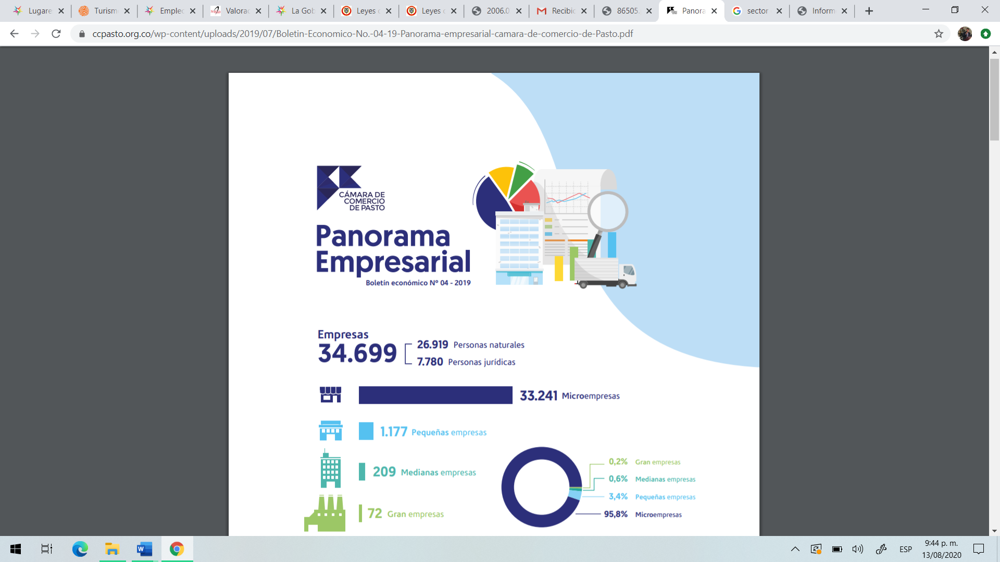 Lugare
Turism
Emplec
Valorac
La Gob
Leyes
Leyes
2006.0
Recibid
86505.
Panora
sector
Inform
ccpasto.org.co/wp-content/uploads/2019/07/Boletin-Economico-No.-04-19-Panorama-empresarial-camara-de-comercio-de-Pasto.pdf
CÁMARA DE
COMERCIO
DE PASTO
Panorama
Empresarial
Boletín económico Nº 04 - 2019
Empresas
34.699
26.919 Personas naturales
7.780 Personas jurídicas
33.241 Microempresas
1.177 Pequeñas empresas
209 Medianas empresas
72 Gran empresas
0,2% Gran empresas
0,6% Medianas empresas
3,4% Pequeñas empresas
95,8% Microempresas
ESP
9:44 p. m.
13/08/2020